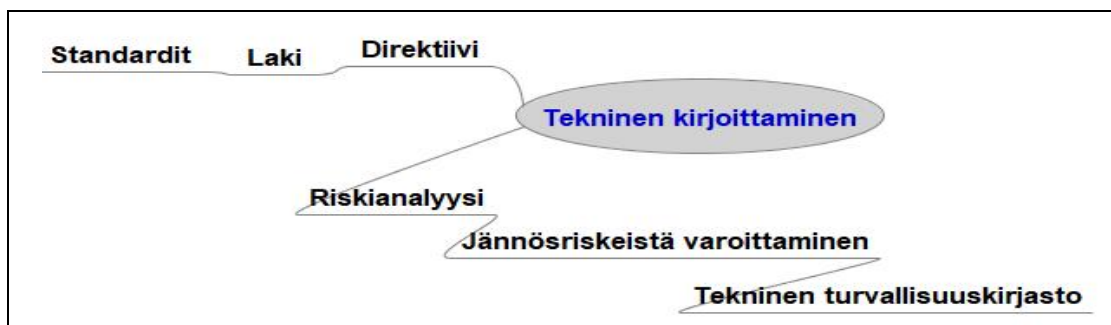 Standardit Laki Direktiivi
Tekninen kirjoittaminen
Riskianalyysi
Jännösriskeistä varoittaminen
Tekninen turvallisuuskirjasto